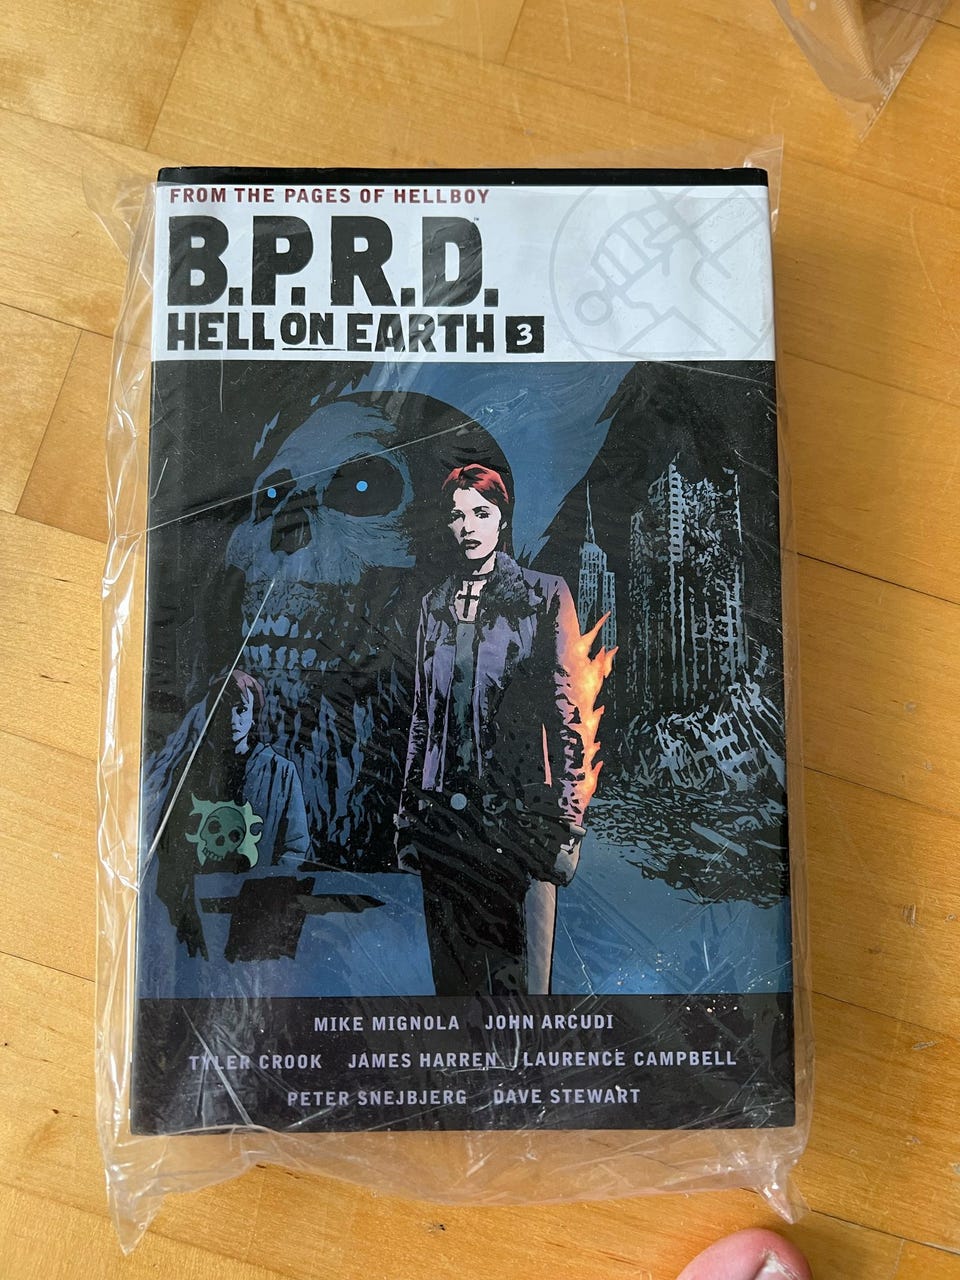 FROM THE PAGES OF HELLBOY
B.P.R.D.™
HELL ON EARTH 3
MIKE MIGNOLA JOHN ARCUDI
TYLER CROOK JAMES HARREN LAURENCE CAMPBELL
PETER SNEJBJERG DAVE STEWART